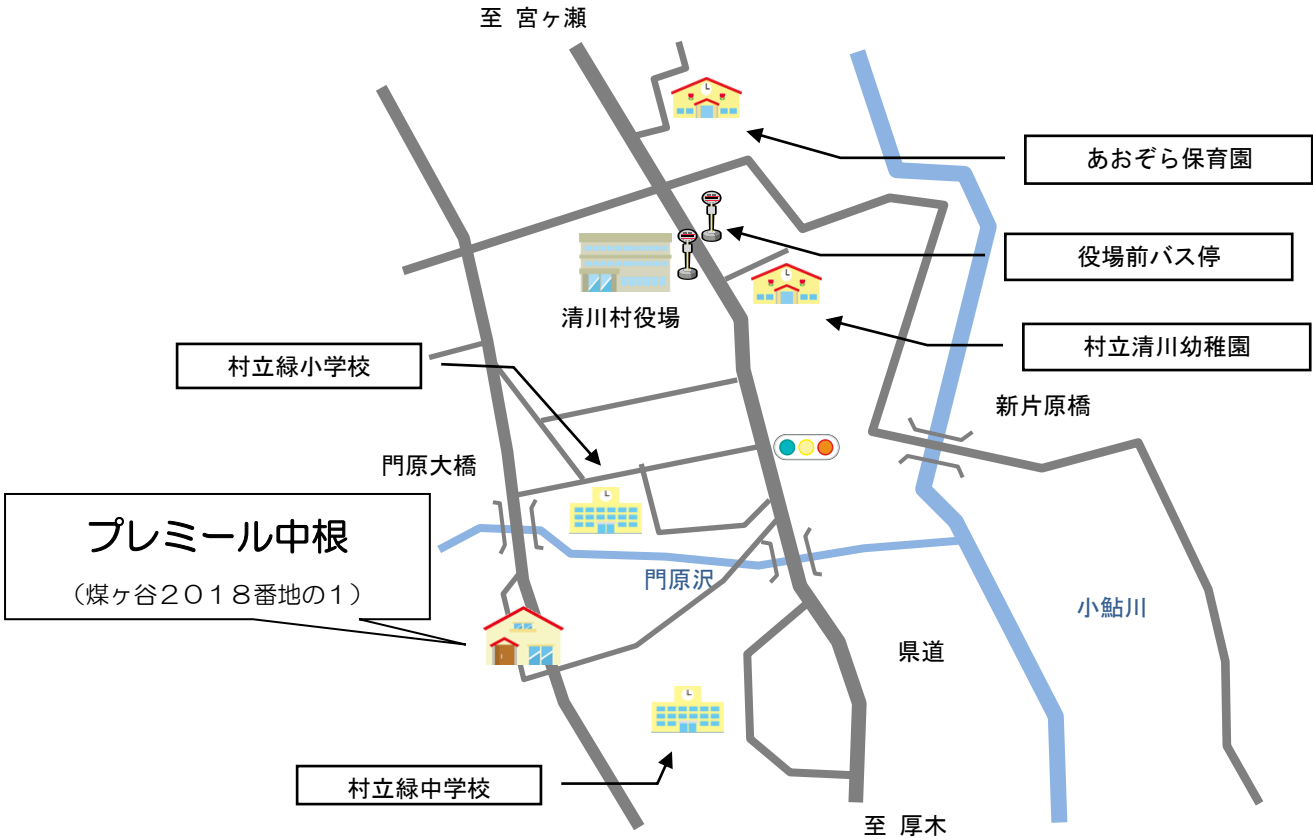 至 宮ヶ瀬
あおぞら保育園
役場前バス停
清川村役場
村立清川幼稚園
村立緑小学校
新片原橋
門原大橋
プレミール中根
（煤ヶ谷２０１８番地の１）
門原沢
小鮎川
県道
村立緑中学校
至 厚木